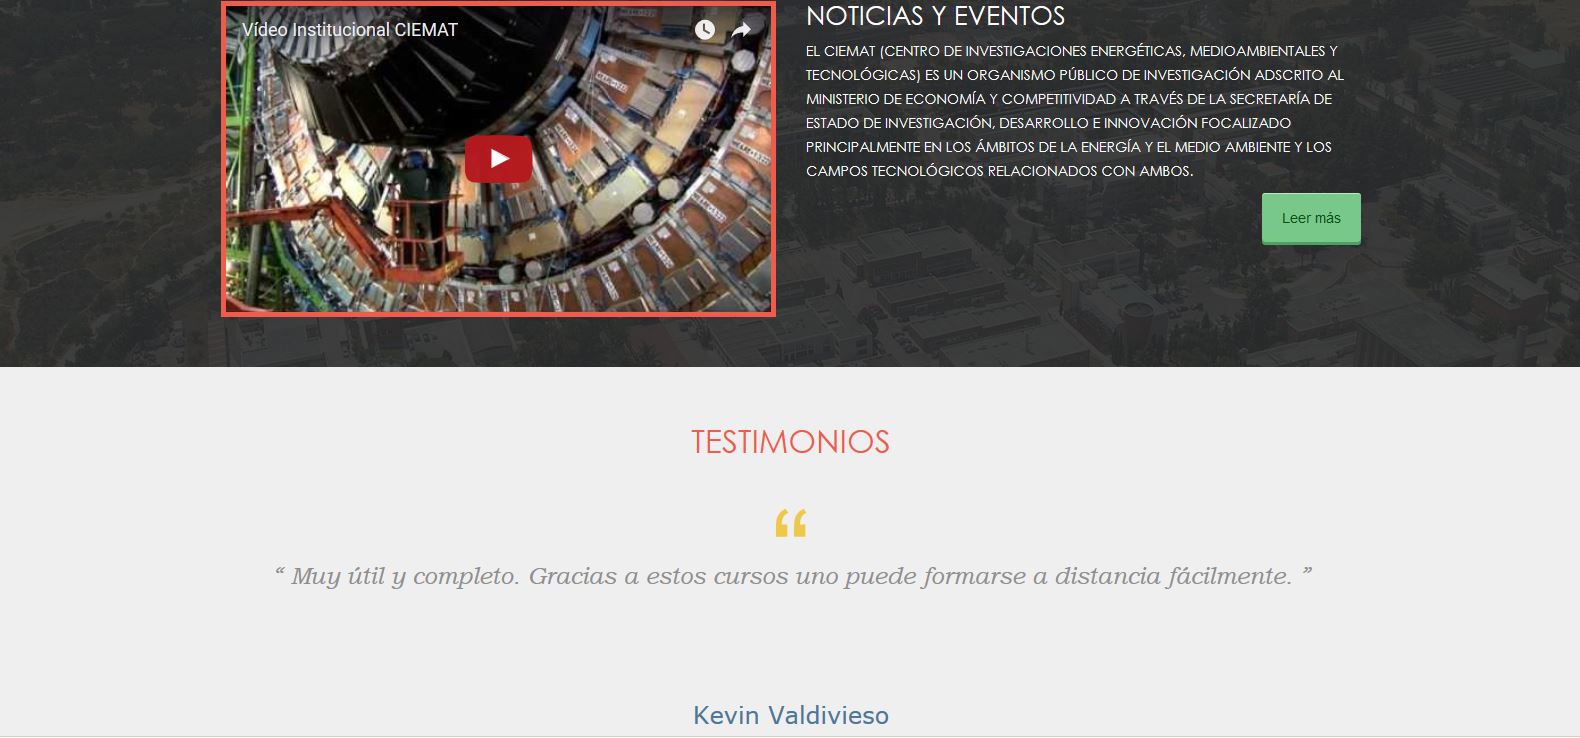 Vídeo Institucional CIEMAT
NOTICIAS Y EVENTOS
EL CIEMAT (CENTRO DE INVESTIGACIONES ENERGÉTICAS, MEDIOAMBIENTALES Y
TECNOLÓGICAS) ES UN ORGANISMO PÚBLICO DE INVESTIGACIÓN ADSCRITO AL
MINISTERIO DE ECONOMÍA Y COMPETITIVIDAD A TRAVÉS DE LA SECRETARÍA DE
ESTADO DE INVESTIGACIÓN, DESARROLLO E INNOVACIÓN FOCALIZADO
PRINCIPALMENTE EN LOS ÁMBITOS DE LA ENERGÍA Y EL MEDIO AMBIENTE Y LOS
CAMPOS TECNOLÓGICOS RELACIONADOS CON AMBOS.
Leer más
TESTIMONIOS
“
“ Muy útil y completo. Gracias a estos cursos uno puede formarse a distancia fácilmente. ”
Kevin Valdivieso